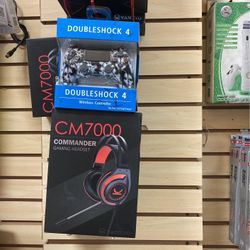 DOUBLESHOCK 4
CM7000
DOUBLESHOCK 4
Wireless Controller
CM7000
COMMANDER
GAMING HEADSET